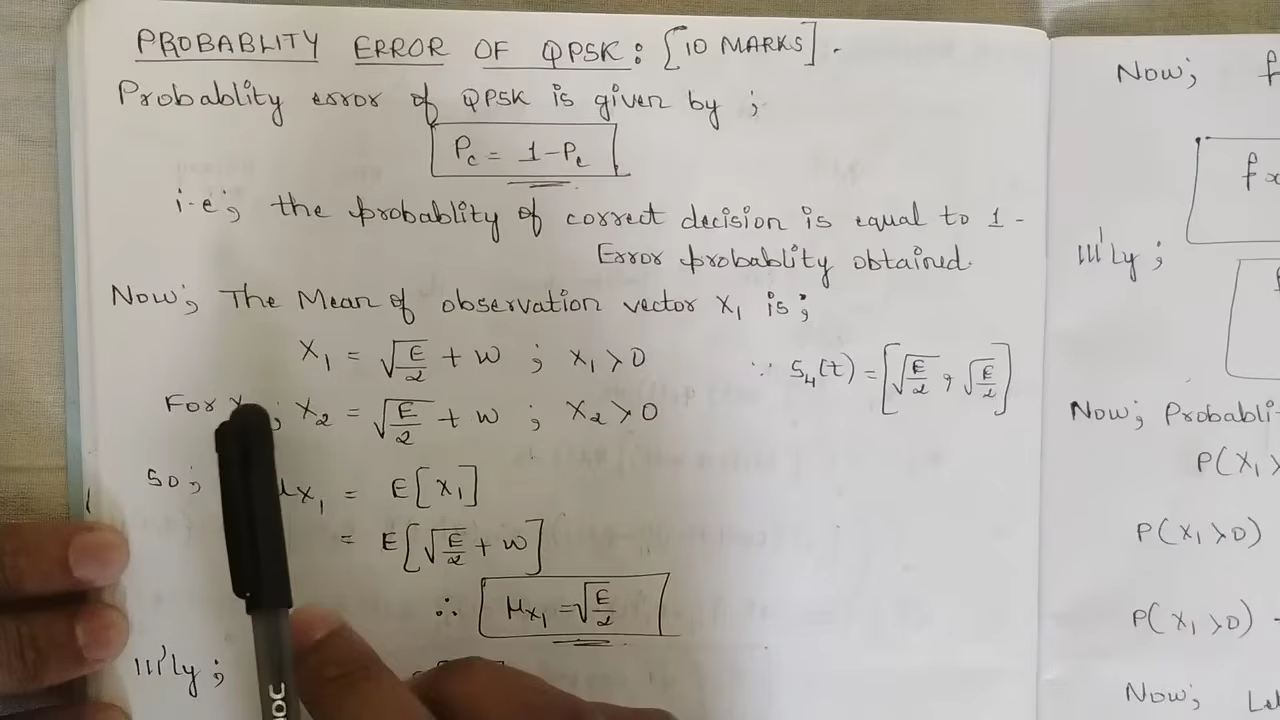 PROBABLITY ERROR OF QPSK: [10 MARKS].
Probablity error of QPSK is given by ;
Pc = 1-Pe
i.e; the probablity of correct decision is equal to 1 -
Error probablity obtained.
Now; The Mean of observation vector X₁ is;
X₁ = √E/2 + W ; X₁ > 0
∵ S₄(t) = [√E/2 , √E/2]
For ; X₂ = √E/2 + W ; X₂ > 0
So; μX₁ = E[X₁]
= E[√E/2 + W]
∴ μX₁ = √E/2
III'ly ;
Now;
III'ly ;
Now; Probabli
P(X₁ >
P(X₁ >0)
P(X₁ >0)
Now;